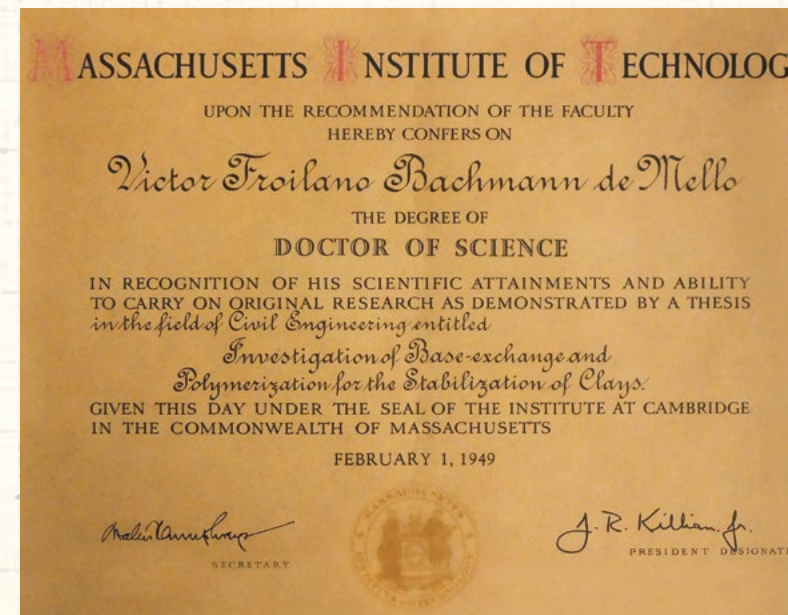 MASSACHUSETTS INSTITUTE OF TECHNOLOG
UPON THE RECOMMENDATION OF THE FACULTY
HEREBY CONFERS ON
Victor Froilano Bachmann de Mello
THE DEGREE OF
DOCTOR OF SCIENCE
IN RECOGNITION OF HIS SCIENTIFIC ATTAINMENTS AND ABILITY
TO CARRY ON ORIGINAL RESEARCH AS DEMONSTRATED BY A THESIS
in the field of Civil Engineering entitled
Investigation of Base-exchange and
Polymerization for the Stabilization of Clays.
GIVEN THIS DAY UNDER THE SEAL OF THE INSTITUTE AT CAMBRIDGE
IN THE COMMONWEALTH OF MASSACHUSETTS
FEBRUARY 1, 1949
J. R. Killian, Jr.
SECRETARY
PRESIDENT DESIGNAT